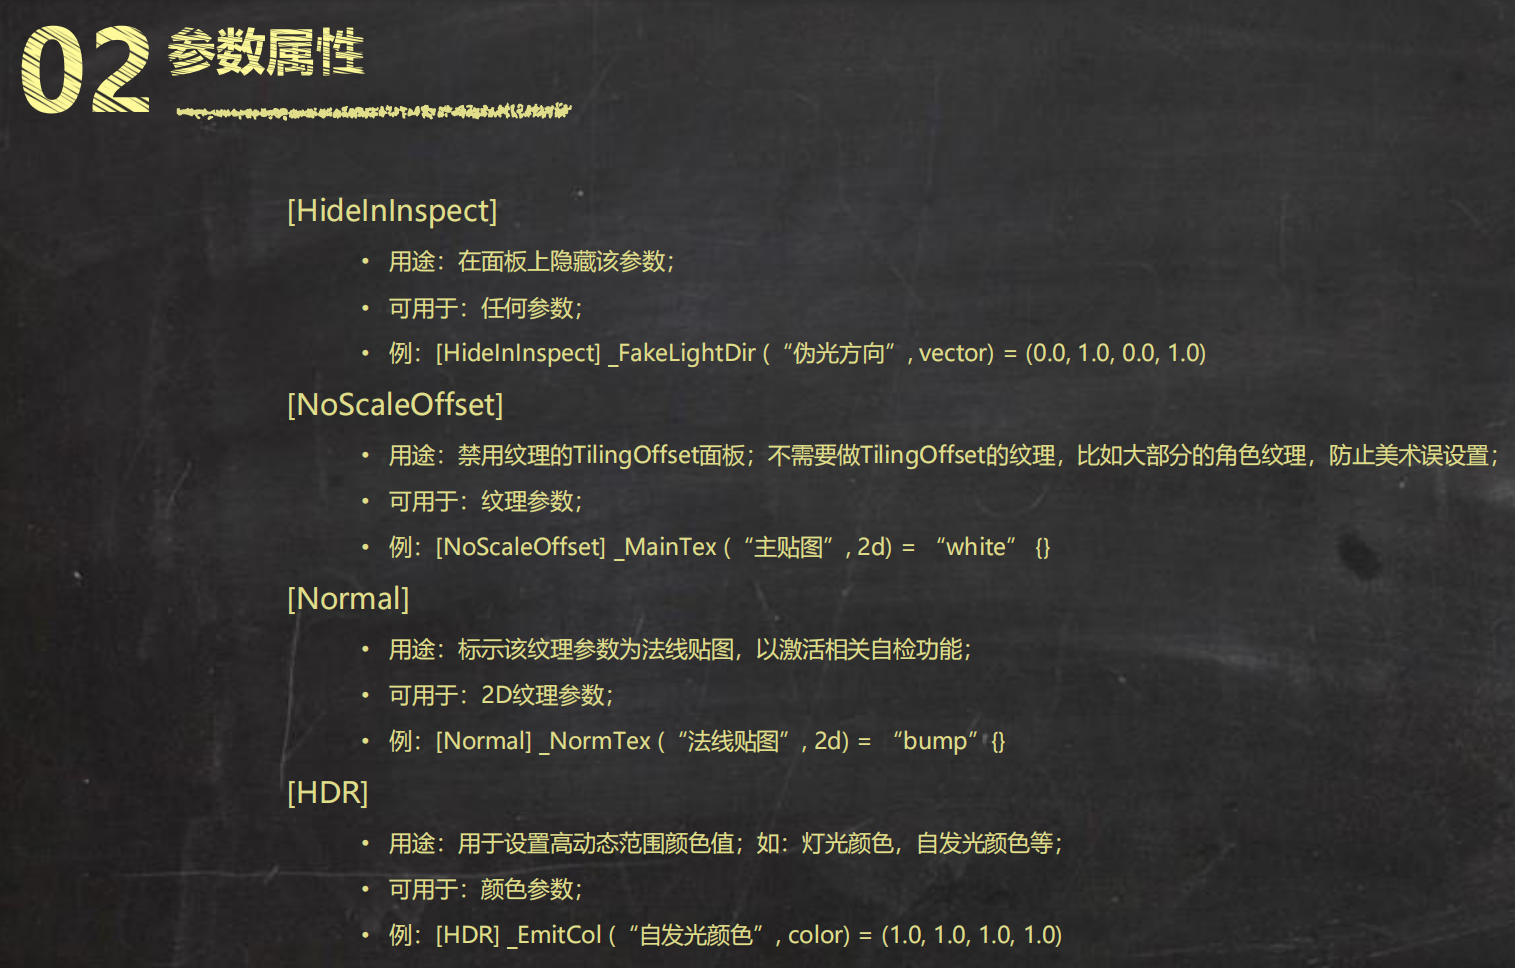 02 参数属性
[HideInInspect]
• 用途：在面板上隐藏该参数；
• 可用于：任何参数；
• 例：[HideInInspect] _FakeLightDir (“伪光方向”, vector) = (0.0, 1.0, 0.0, 1.0)
[NoScaleOffset]
• 用途：禁用纹理的TilingOffset面板；不需要做TilingOffset的纹理，比如大部分的角色纹理，防止美术误设置；
• 可用于：纹理参数；
• 例：[NoScaleOffset] _MainTex (“主贴图”, 2d) = “white” {}
[Normal]
• 用途：标示该纹理参数为法线贴图，以激活相关自检功能；
• 可用于：2D纹理参数；
• 例：[Normal] _NormTex (“法线贴图”, 2d) = “bump” {}
[HDR]
• 用途：用于设置高动态范围颜色值；如：灯光颜色，自发光颜色等；
• 可用于：颜色参数；
• 例：[HDR] _EmitCol (“自发光颜色”, color) = (1.0, 1.0, 1.0, 1.0)